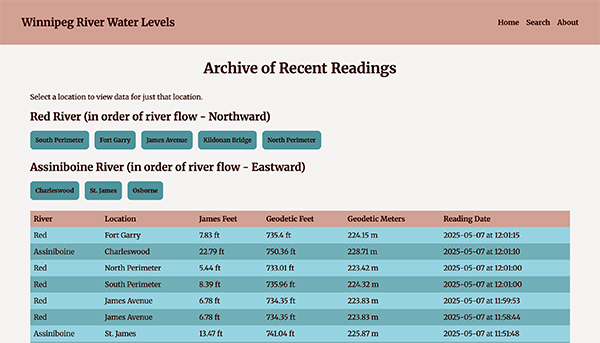 Winnipeg River Water Levels
Home Search About
Archive of Recent Readings
Select a location to view data for just that location.
Red River (in order of river flow - Northward)
South Perimeter Fort Garry James Avenue Kildonan Bridge North Perimeter
Assiniboine River (in order of river flow - Eastward)
Charleswood St. James Osborne
River Location James Feet Geodetic Feet Geodetic Meters Reading Date
Red Fort Garry 7.83 ft 735.4 ft 224.15 m 2025-05-07 at 12:01:15
Assiniboine Charleswood 22.79 ft 750.36 ft 228.71 m 2025-05-07 at 12:01:10
Red North Perimeter 5.44 ft 733.01 ft 223.42 m 2025-05-07 at 12:01:00
Red South Perimeter 8.39 ft 735.96 ft 224.32 m 2025-05-07 at 12:01:00
Red James Avenue 6.78 ft 734.35 ft 223.83 m 2025-05-07 at 11:59:53
Red James Avenue 6.78 ft 734.35 ft 223.83 m 2025-05-07 at 11:58:44
Assiniboine St. James 13.47 ft 741.04 ft 225.87 m 2025-05-07 at 11:51:48